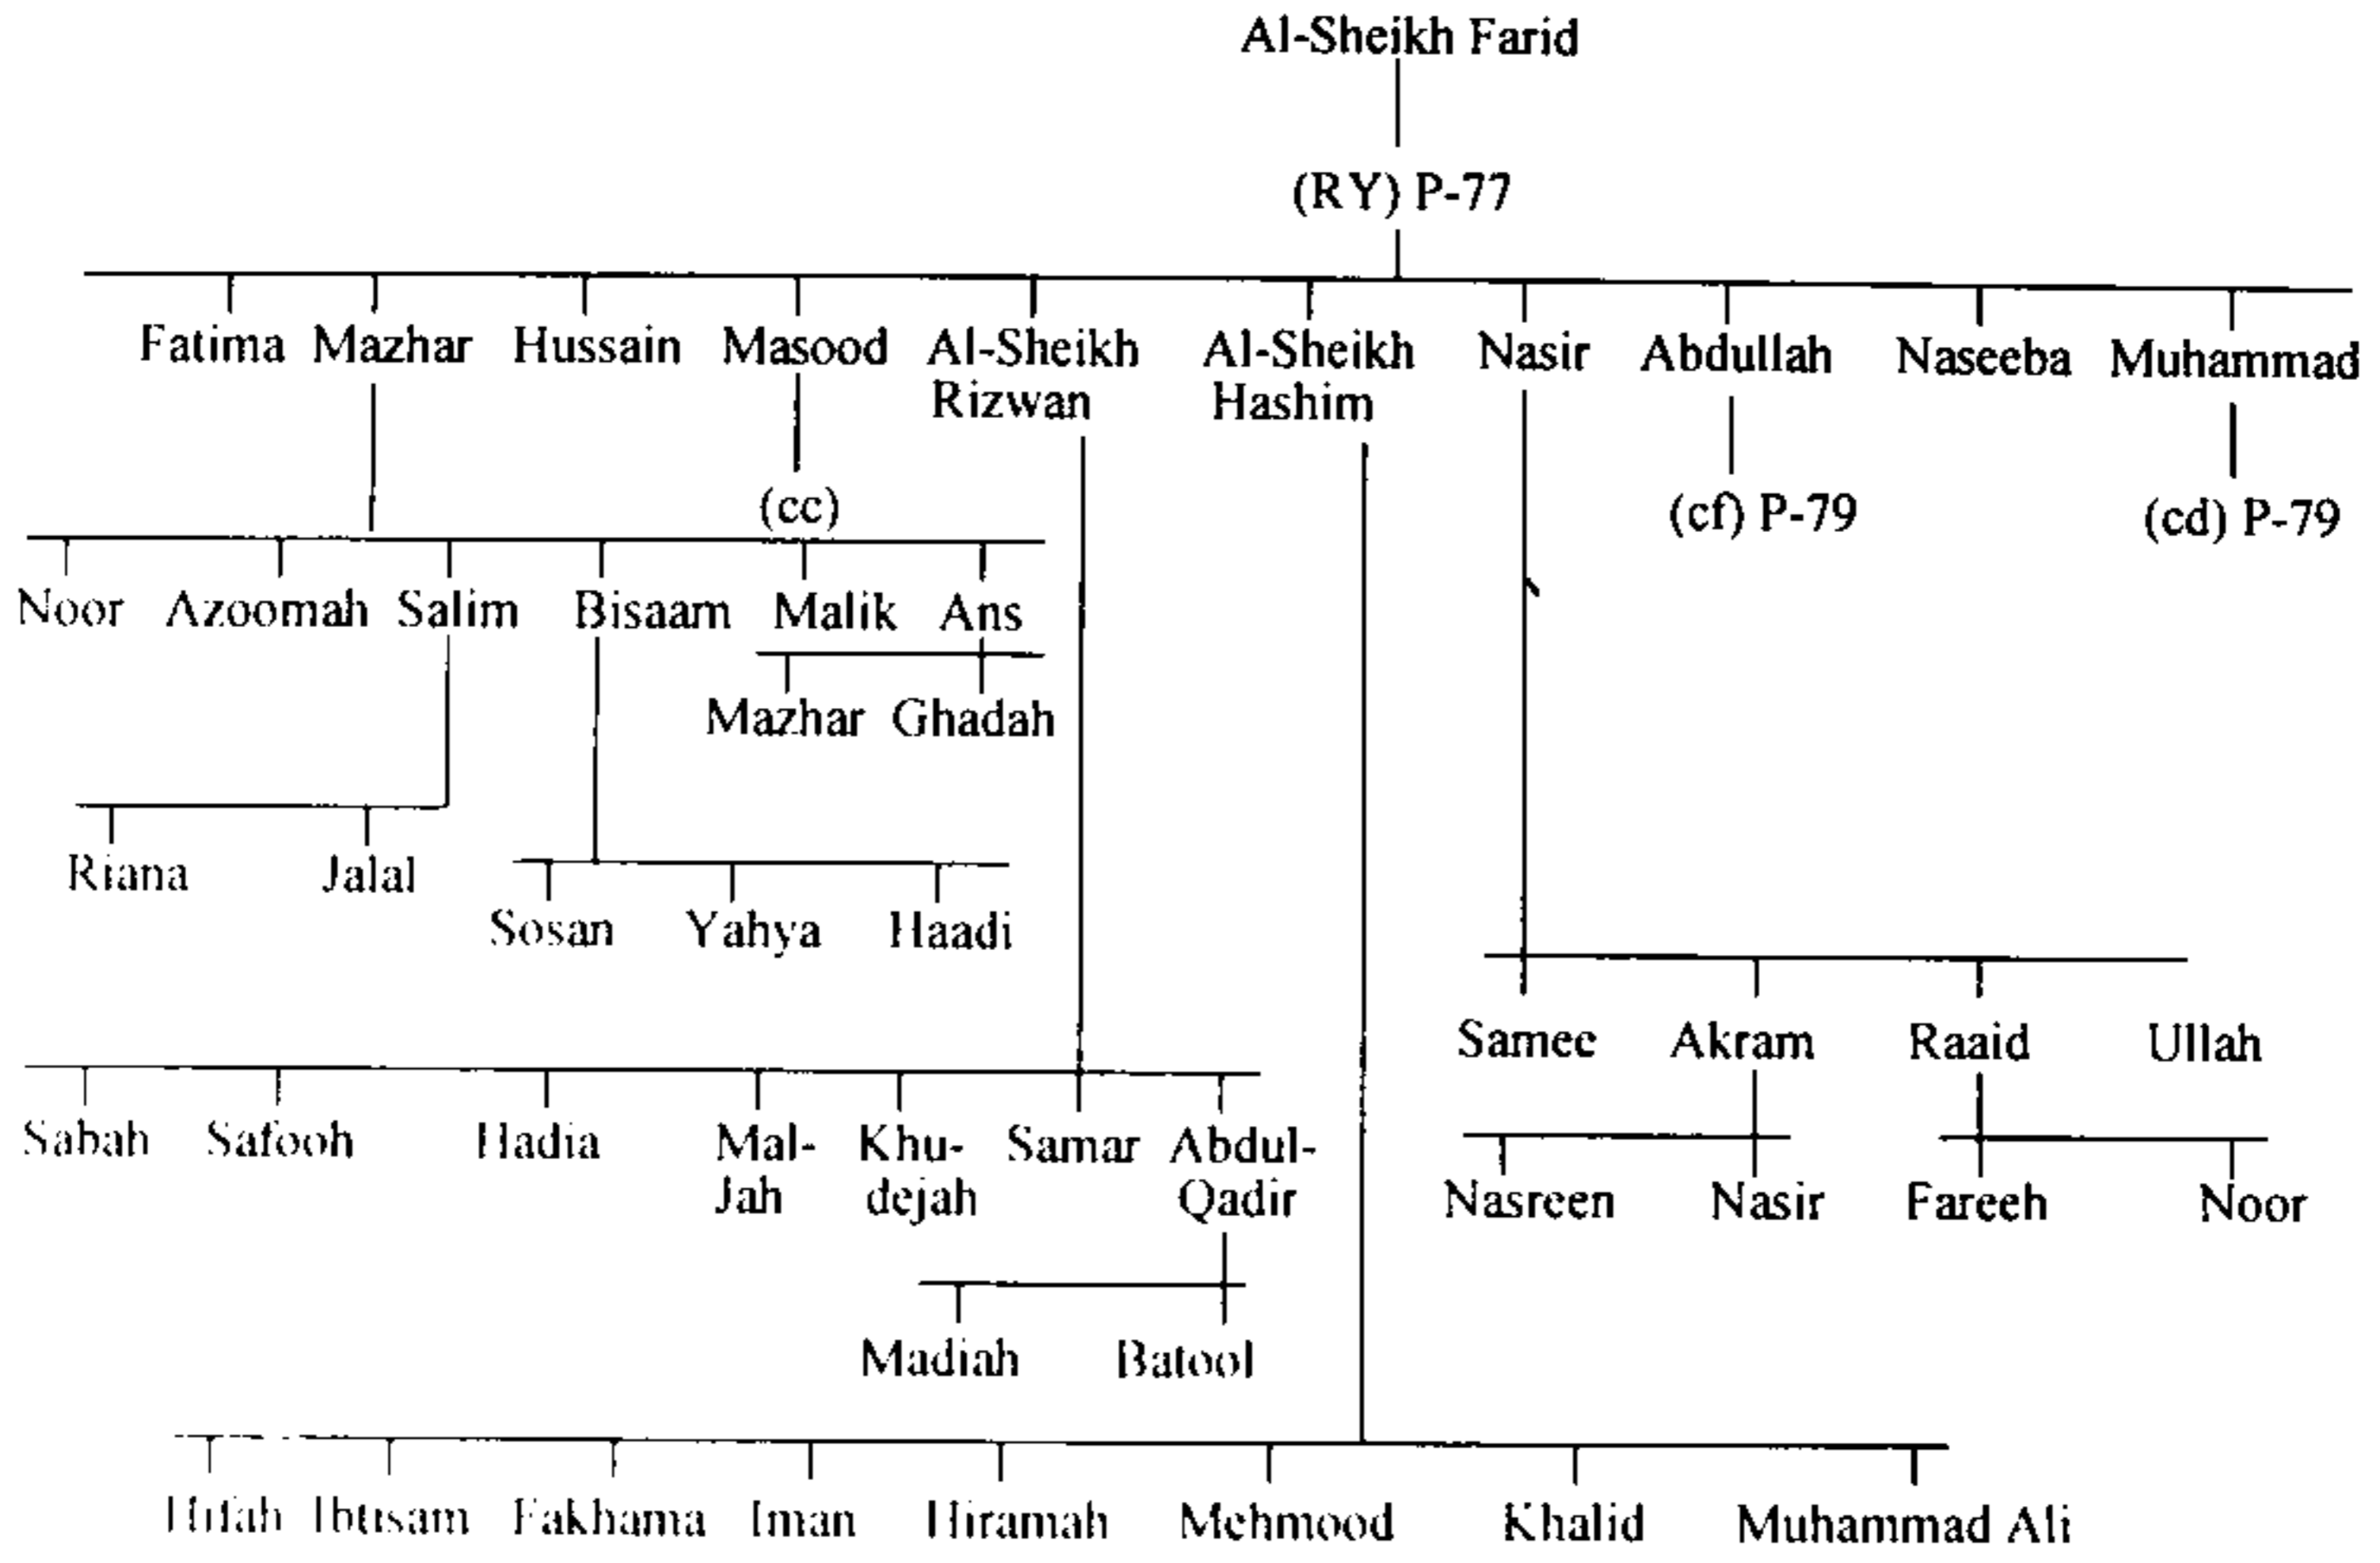 Al-Sheikh Farid
(RY) P-77
Fatima Mazhar Hussain Masood Al-Sheikh Al-Sheikh Nasir Abdullah Naseeba Muhammad
Rizwan Hashim
(cc) (cf) P-79 (cd) P-79
Noor Azoomah Salim Bisaam Malik Ans
Mazhar Ghadah
Riana Jalal
Sosan Yahya Haadi
Samee Akram Raaid Ullah
Sabah Safooh Hadia Mal- Khu- Samar Abdul-
Jah dejah Qadir
Nasreen Nasir Fareeh Noor
Madiah Batool
Ibtisam Fakhama Iman Hiramah Mehmood Khalid Muhammad Ali